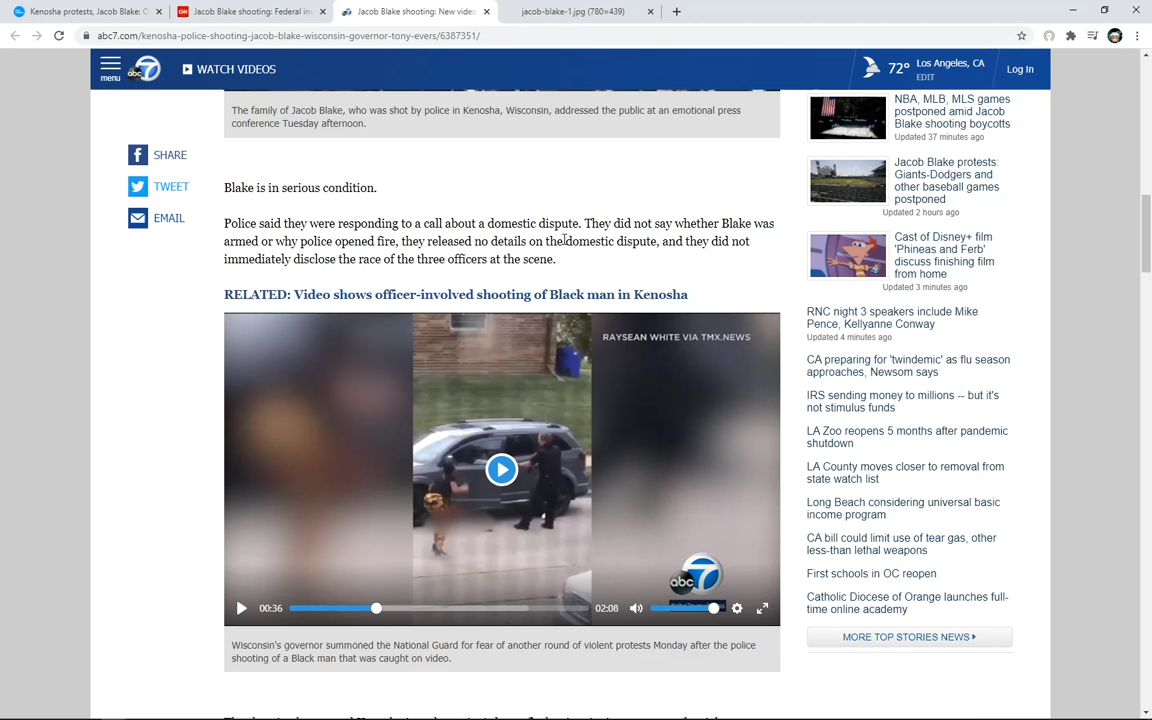 Kenosha protests, Jacob Blake: C
Jacob Blake shooting: Federal in
Jacob Blake shooting: New video
jacob-blake-1.jpg (780×439)
abc7.com/kenosha-police-shooting-jacob-blake-wisconsin-governor-tony-evers/6387351/
menu
abc 7
WATCH VIDEOS
72°
Los Angeles, CA
EDIT
Log In
The family of Jacob Blake, who was shot by police in Kenosha, Wisconsin, addressed the public at an emotional press
conference Tuesday afternoon.
SHARE
TWEET
EMAIL
Blake is in serious condition.
Police said they were responding to a call about a domestic dispute. They did not say whether Blake was
armed or why police opened fire, they released no details on the domestic dispute, and they did not
immediately disclose the race of the three officers at the scene.
RELATED: Video shows officer-involved shooting of Black man in Kenosha
RAYSEAN WHITE VIA TMX.NEWS
abc 7
00:36
02:08
Wisconsin's governor summoned the National Guard for fear of another round of violent protests Monday after the police
shooting of a Black man that was caught on video.
NBA, MLB, MLS games
postponed amid Jacob
Blake shooting boycotts
Updated 37 minutes ago
Jacob Blake protests:
Giants-Dodgers and
other baseball games
postponed
Updated 2 hours ago
Cast of Disney+ film
'Phineas and Ferb'
discuss finishing film
from home
Updated 3 minutes ago
RNC night 3 speakers include Mike
Pence, Kellyanne Conway
Updated 4 minutes ago
CA preparing for 'twindemic' as flu season
approaches, Newsom says
IRS sending money to millions -- but it's
not stimulus funds
LA Zoo reopens 5 months after pandemic
shutdown
LA County moves closer to removal from
state watch list
Long Beach considering universal basic
income program
CA bill could limit use of tear gas, other
less-than lethal weapons
First schools in OC reopen
Catholic Diocese of Orange launches full-
time online academy
MORE TOP STORIES NEWS